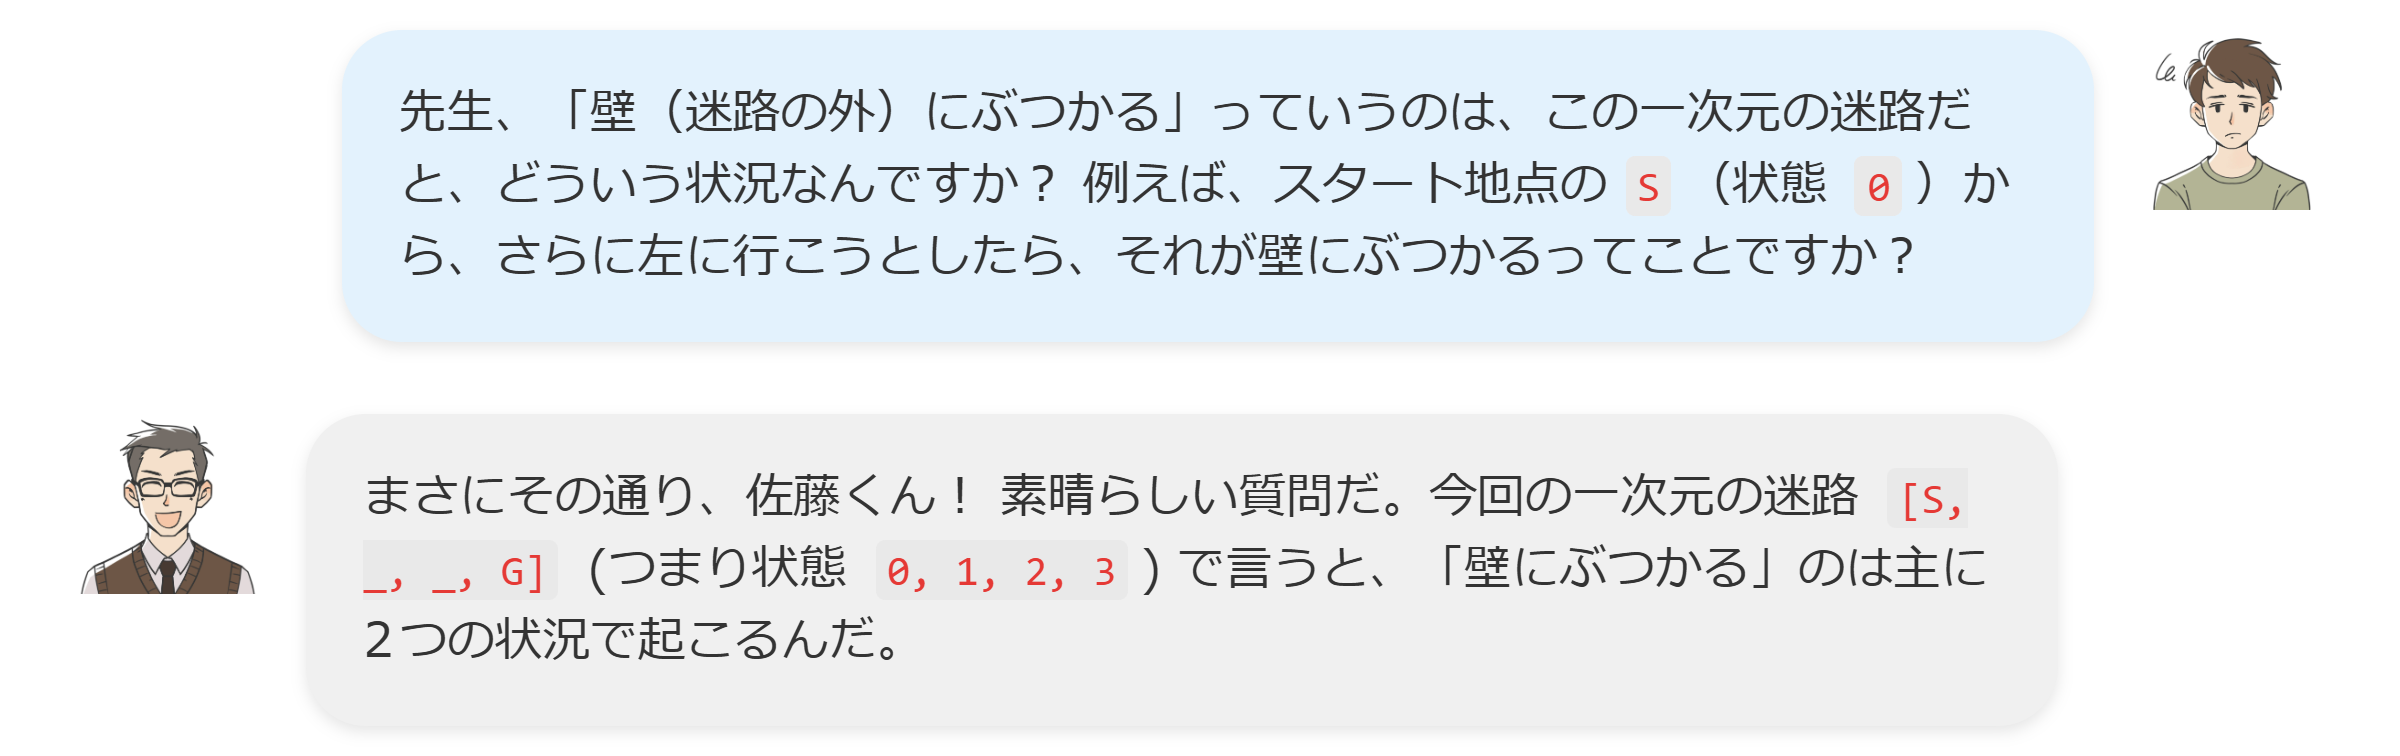 先生、「壁（迷路の外）にぶつかる」っていうのは、この一次元の迷路だ
と、どういう状況なんですか？ 例えば、スタート地点の S （状態 0 ）か
ら、さらに左に行こうとしたら、それが壁にぶつかるってことですか？
まさにその通り、佐藤くん！ 素晴らしい質問だ。今回の一次元の迷路 [S,
_, _, G] (つまり状態 0, 1, 2, 3 ) で言うと、「壁にぶつかる」のは主に
2つの状況で起こるんだ。